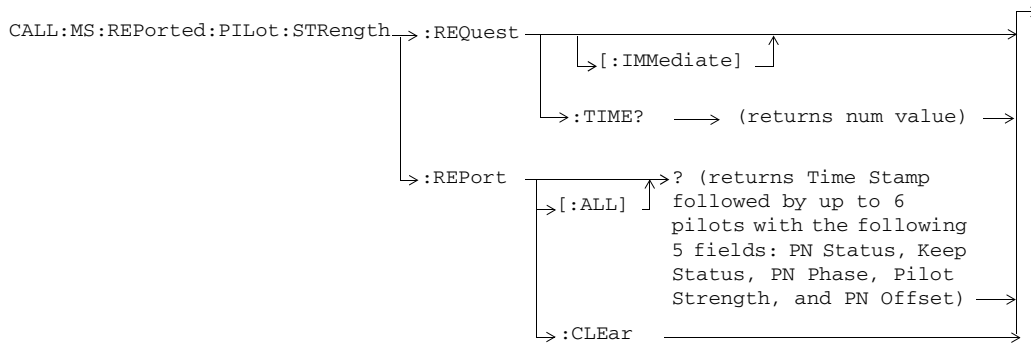 CALL:MS:REPorted:PILot:STRength
:REQuest
[:IMMediate]
:TIME?
(returns num value)
:REPort
[:ALL]
? (returns Time Stamp
followed by up to 6
pilots with the following
5 fields: PN Status, Keep
Status, PN Phase, Pilot
Strength, and PN Offset)
:CLEar